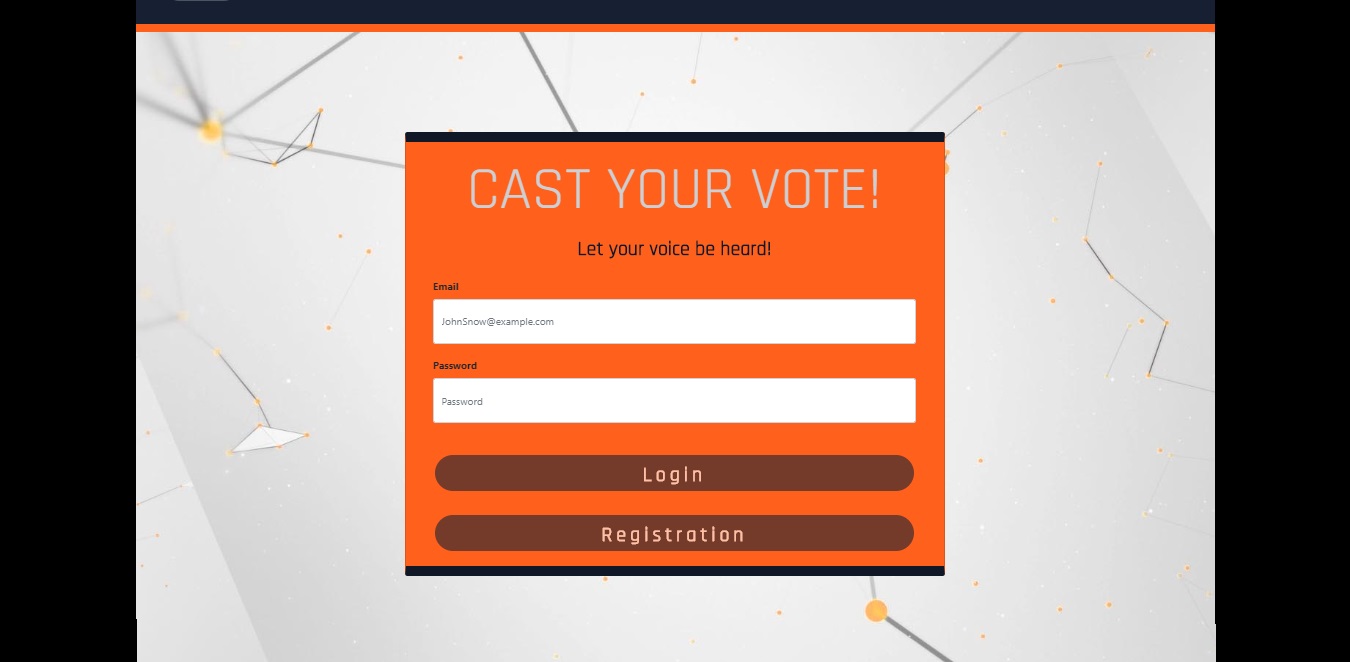 CAST YOUR VOTE!
Let your voice be heard!
Email
JohnSnow@example.com
Password
Password
Login
Registration